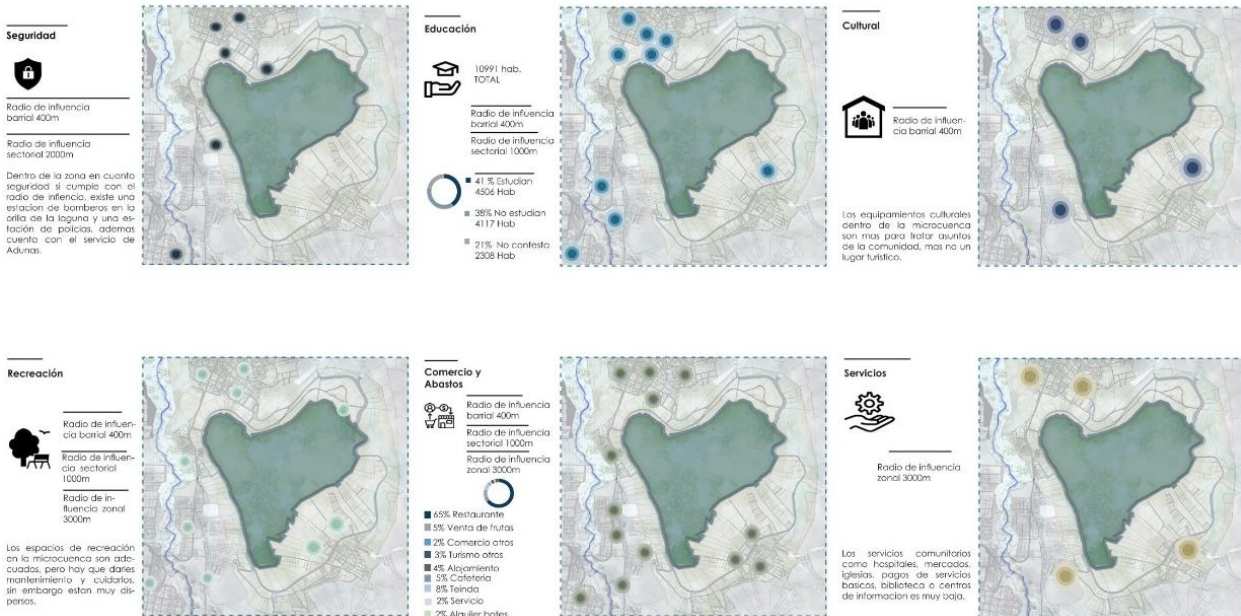 Seguridad
Radio de influencia
barrial 400m
Radio de influencia
sectorial 2000m
Dentro de la zona en cuanto
seguridad si cumple con el
radio de inflencia, existe una
estacion de bomberos en la
orilla de la laguna y una es-
tación de policias, ademas
cuenta con el servicio de
Adunas.
Educación
10991 hab.
TOTAL
Radio de influencia
barrial 400m
Radio de influencia
sectorial 1000m
41 % Estudian
4506 Hab
38% No estudian
4117 Hab
21% No contesta
2308 Hab
Cultural
Radio de influen-
cia barrial 400m
Los equipamientos culturales
dentro de la microcuenca
son mas para tratar asuntos
de la comunidad, mas no un
lugar turistico.
Recreación
Radio de influen-
cia barrial 400m
Radio de influen-
cia sectorial
1000m
Radio de in-
fluencia zonal
3000m
Los espacios de recreación
en la microcuenca son ade-
cuados, pero hay que darles
mantenimiento y cuidarlos,
sin embargo estan muy dis-
persos.
Comercio y
Abastos
Radio de influencia
barrial 400m
Radio de influencia
sectorial 1000m
Radio de influencia
zonal 3000m
65% Restaurante
5% Venta de frutas
2% Comercio otros
3% Turismo otros
4% Alojamiento
5% Cafeteria
8% Teinda
2% Servicio
2% Alquiler botes
Servicios
Radio de influencia
zonal 3000m
Los servicios comunitarios
como hospitales, mercados,
iglesias, pagos de servicios
basicos, biblioteca o centros
de informacion es muy baja.